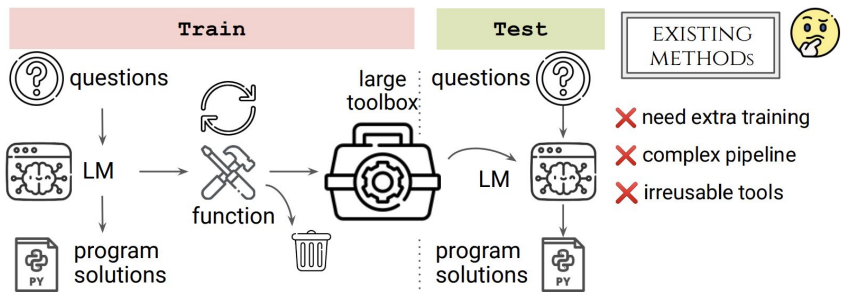 Train
Test
EXISTING
METHODS
questions
large
toolbox
questions
need extra training
LM
LM
complex pipeline
irreusable tools
function
program
solutions
PY
program
solutions
PY